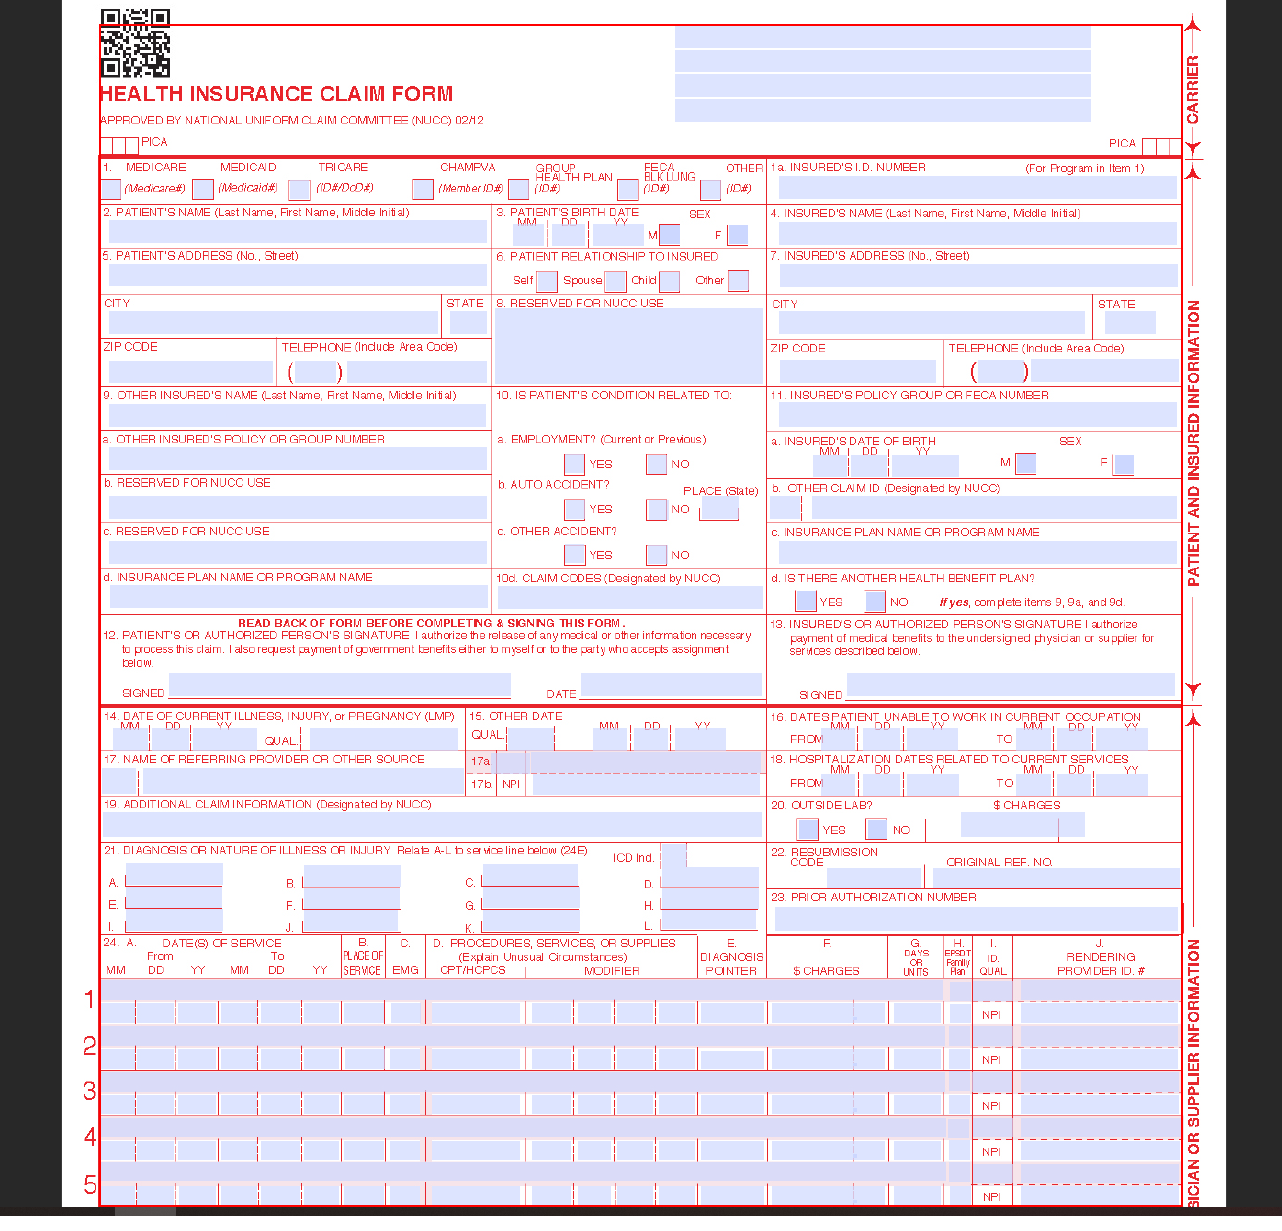 HEALTH INSURANCE CLAIM FORM
APPROVED BY NATIONAL UNIFORM CLAIM COMMITTEE (NUCC) 02/12
PICA
PICA
CARRIER
1. MEDICARE MEDICAID TRICARE CHAMPVA GROUP HEALTH PLAN FECA BLK LUNG OTHER
(Medicare#) (Medicaid#) (ID#/DoD#) (Member ID#) (ID#) (ID#) (ID#)
1a. INSURED'S I.D. NUMBER (For Program in Item 1)
2. PATIENT'S NAME (Last Name, First Name, Middle Initial)
3. PATIENT'S BIRTH DATE SEX
MM DD YY M F
4. INSURED'S NAME (Last Name, First Name, Middle Initial)
5. PATIENT'S ADDRESS (No., Street)
6. PATIENT RELATIONSHIP TO INSURED
Self Spouse Child Other
7. INSURED'S ADDRESS (No., Street)
CITY STATE
8. RESERVED FOR NUCC USE
CITY STATE
ZIP CODE TELEPHONE (Include Area Code)
( )
ZIP CODE TELEPHONE (Include Area Code)
( )
9. OTHER INSURED'S NAME (Last Name, First Name, Middle Initial)
10. IS PATIENT'S CONDITION RELATED TO:
11. INSURED'S POLICY GROUP OR FECA NUMBER
a. OTHER INSURED'S POLICY OR GROUP NUMBER
a. EMPLOYMENT? (Current or Previous)
YES NO
a. INSURED'S DATE OF BIRTH SEX
MM DD YY M F
b. RESERVED FOR NUCC USE
b. AUTO ACCIDENT? PLACE (State)
YES NO
b. OTHER CLAIM ID (Designated by NUCC)
c. RESERVED FOR NUCC USE
c. OTHER ACCIDENT?
YES NO
c. INSURANCE PLAN NAME OR PROGRAM NAME
d. INSURANCE PLAN NAME OR PROGRAM NAME
10d. CLAIM CODES (Designated by NUCC)
d. IS THERE ANOTHER HEALTH BENEFIT PLAN?
YES NO If yes, complete items 9, 9a, and 9d.
READ BACK OF FORM BEFORE COMPLETING & SIGNING THIS FORM.
12. PATIENT'S OR AUTHORIZED PERSON'S SIGNATURE I authorize the release of any medical or other information necessary
to process this claim. I also request payment of government benefits either to myself or to the party who accepts assignment
below.
SIGNED DATE
13. INSURED'S OR AUTHORIZED PERSON'S SIGNATURE I authorize
payment of medical benefits to the undersigned physician or supplier for
services described below.
SIGNED
PATIENT AND INSURED INFORMATION
14. DATE OF CURRENT ILLNESS, INJURY, or PREGNANCY (LMP)
MM DD YY QUAL.
15. OTHER DATE
QUAL. MM DD YY
16. DATES PATIENT UNABLE TO WORK IN CURRENT OCCUPATION
MM DD YY MM DD YY
FROM TO
17. NAME OF REFERRING PROVIDER OR OTHER SOURCE
17a.
17b. NPI
18. HOSPITALIZATION DATES RELATED TO CURRENT SERVICES
MM DD YY MM DD YY
FROM TO
19. ADDITIONAL CLAIM INFORMATION (Designated by NUCC)
20. OUTSIDE LAB? $ CHARGES
YES NO
21. DIAGNOSIS OR NATURE OF ILLNESS OR INJURY Relate A-L to service line below (24E)
ICD Ind.
A. B. C. D.
E. F. G. H.
I. J. K. L.
22. RESUBMISSION
CODE ORIGINAL REF. NO.
23. PRIOR AUTHORIZATION NUMBER
24. A. DATE(S) OF SERVICE
From To
MM DD YY MM DD YY
B.
PLACE OF
SERVICE
C.
EMG
D. PROCEDURES, SERVICES, OR SUPPLIES
(Explain Unusual Circumstances)
CPT/HCPCS MODIFIER
E.
DIAGNOSIS
POINTER
F.
$ CHARGES
G.
DAYS
OR
UNITS
H.
EPSDT
Family
Plan
I.
ID.
QUAL.
J.
RENDERING
PROVIDER ID. #
1
NPI
2
NPI
3
NPI
4
NPI
5
NPI
SICIAN OR SUPPLIER INFORMATION